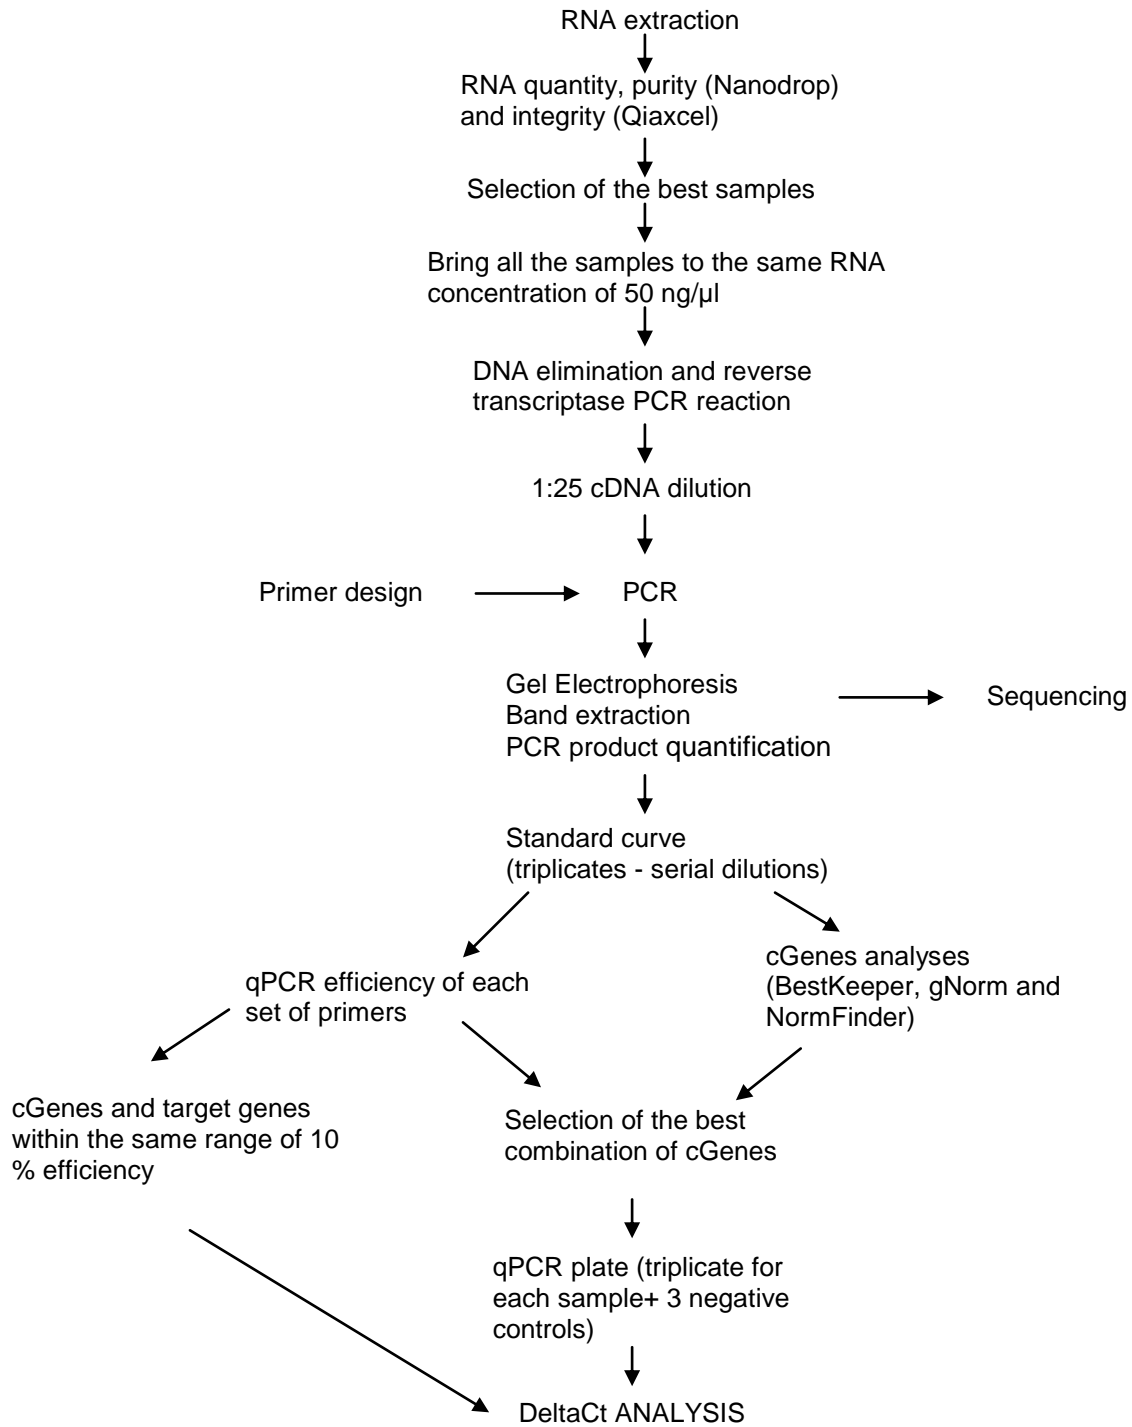 RNA extraction
RNA quantity, purity (Nanodrop)
and integrity (Qiaxcel)
Selection of the best samples
Bring all the samples to the same RNA
concentration of 50 ng/µl
DNA elimination and reverse
transcriptase PCR reaction
1:25 cDNA dilution
Primer design
PCR
Gel Electrophoresis
Band extraction
PCR product quantification
Sequencing
Standard curve
(triplicates - serial dilutions)
qPCR efficiency of each
set of primers
cGenes analyses
(BestKeeper, gNorm and
NormFinder)
cGenes and target genes
within the same range of 10
% efficiency
Selection of the best
combination of cGenes
qPCR plate (triplicate for
each sample+ 3 negative
controls)
DeltaCt ANALYSIS